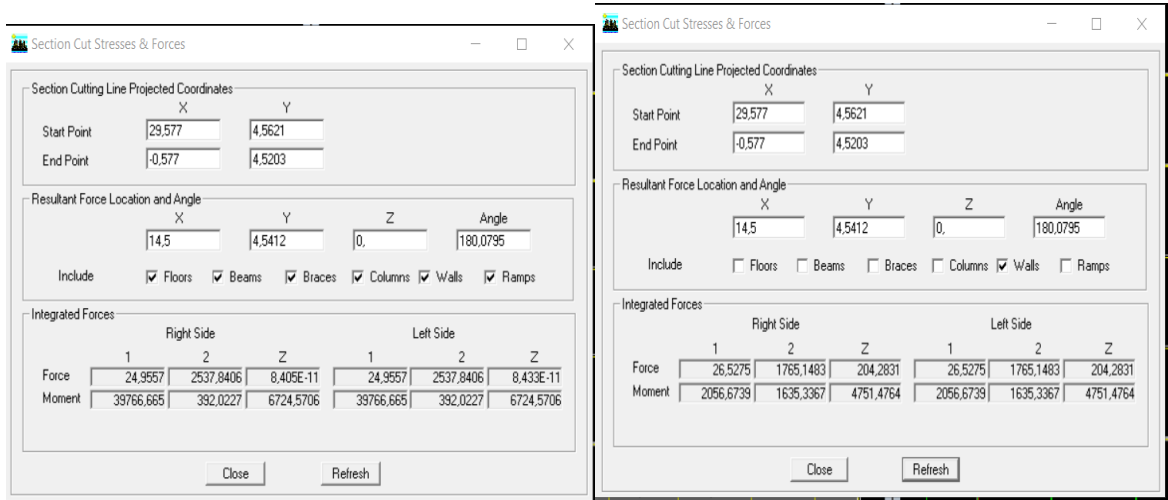 Section Cut Stresses & Forces
Section Cutting Line Projected Coordinates
X Y
Start Point 29,577 4,5621
End Point -0,577 4,5203
Resultant Force Location and Angle
X Y Z Angle
14,5 4,5412 0, 180,0795
Include Floors Beams Braces Columns Walls Ramps
Integrated Forces
Right Side Left Side
1 2 Z 1 2 Z
Force 24,9557 2537,8406 8,405E-11 24,9557 2537,8406 8,433E-11
Moment 39766,665 392,0227 6724,5706 39766,665 392,0227 6724,5706
Close Refresh
Section Cut Stresses & Forces
Section Cutting Line Projected Coordinates
X Y
Start Point 29,577 4,5621
End Point -0,577 4,5203
Resultant Force Location and Angle
X Y Z Angle
14,5 4,5412 0, 180,0795
Include Floors Beams Braces Columns Walls Ramps
Integrated Forces
Right Side Left Side
1 2 Z 1 2 Z
Force 26,5275 1765,1483 204,2831 26,5275 1765,1483 204,2831
Moment 2056,6739 1635,3367 4751,4764 2056,6739 1635,3367 4751,4764
Close Refresh